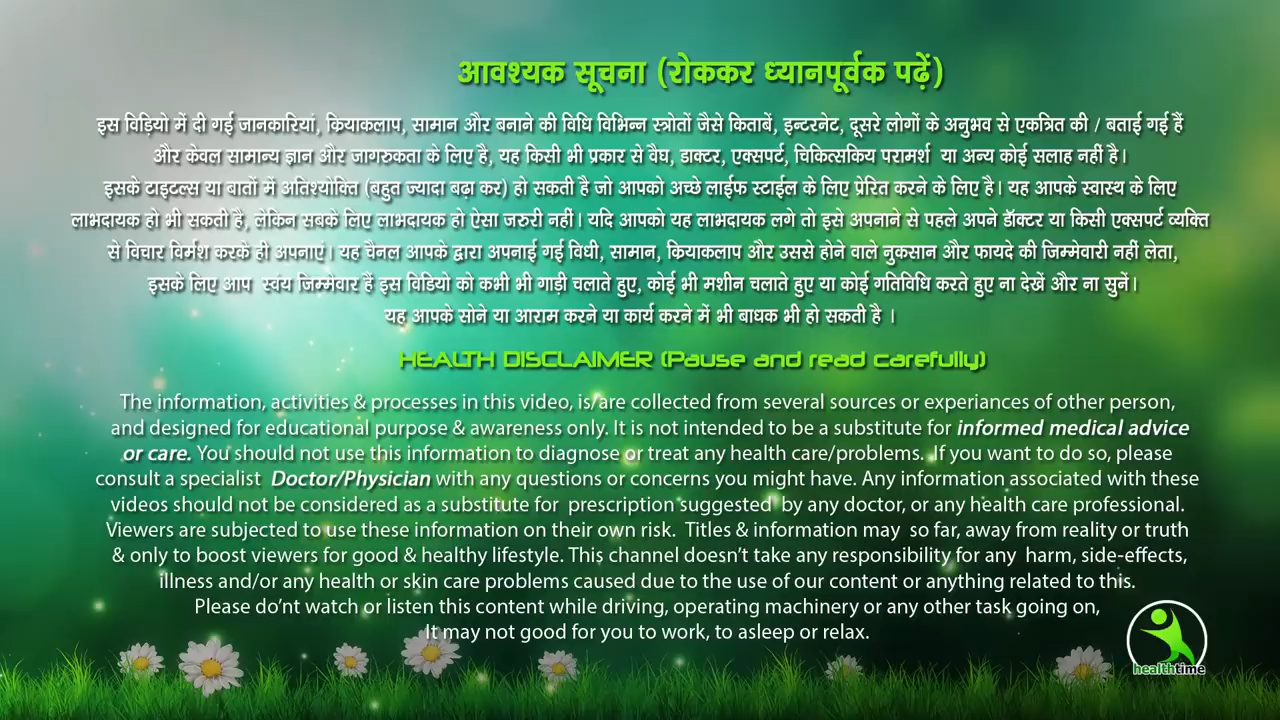 आवश्यक सूचना (रोककर ध्यानपूर्वक पढ़ें)
इस विडियो में दी गई जानकारियां, क्रियाकलाप, सामान और बनाने की विधि विभिन्न स्त्रोतों जैसे किताबें, इन्टरनेट, दूसरे लोगों के अनुभव से एकत्रित की / बताई गई हैं
और केवल सामान्य ज्ञान और जागरुकता के लिए है, यह किसी भी प्रकार से वैघ, डाक्टर, एक्सपर्ट, चिकित्सकिय परामर्श या अन्य कोई सलाह नहीं है।
इसके टाइटल्स या बातों में अतिश्योक्ति (बहुत ज्यादा बढ़ा कर) हो सकती है जो आपको अच्छे लाईफ स्टाईल के लिए प्रेरित करने के लिए है। यह आपके स्वास्थ के लिए
लाभदायक हो भी सकती है, लेकिन सबके लिए लाभदायक हो ऐसा जरुरी नहीं। यदि आपको यह लाभदायक लगे तो इसे अपनाने से पहले अपने डॉक्टर या किसी एक्सपर्ट व्यक्ति
से विचार विर्मश करके ही अपनाएं। यह चैनल आपके द्वारा अपनाई गई विधी, सामान, क्रियाकलाप और उससे होने वाले नुकसान और फायदे की जिम्मेवारी नहीं लेता,
इसके लिए आप स्वंय जिम्मेवार हैं इस विडियो को कभी भी गाड़ी चलाते हुए, कोई भी मशीन चलाते हुए या कोई गतिविधि करते हुए ना देखें और ना सुनें।
यह आपके सोने या आराम करने या कार्य करने में भी बाधक भी हो सकती है ।
HEALTH DISCLAIMER (Pause and read carefully)
The information, activities & processes in this video, is/are collected from several sources or experiances of other person,
and designed for educational purpose & awareness only. It is not intended to be a substitute for informed medical advice
or care. You should not use this information to diagnose or treat any health care/problems. If you want to do so, please
consult a specialist Doctor/Physician with any questions or concerns you might have. Any information associated with these
videos should not be considered as a substitute for prescription suggested by any doctor, or any health care professional.
Viewers are subjected to use these information on their own risk. Titles & information may so far, away from reality or truth
& only to boost viewers for good & healthy lifestyle. This channel doesn't take any responsibility for any harm, side-effects,
illness and/or any health or skin care problems caused due to the use of our content or anything related to this.
Please do'nt watch or listen this content while driving, operating machinery or any other task going on,
It may not good for you to work, to asleep or relax.
healthtime